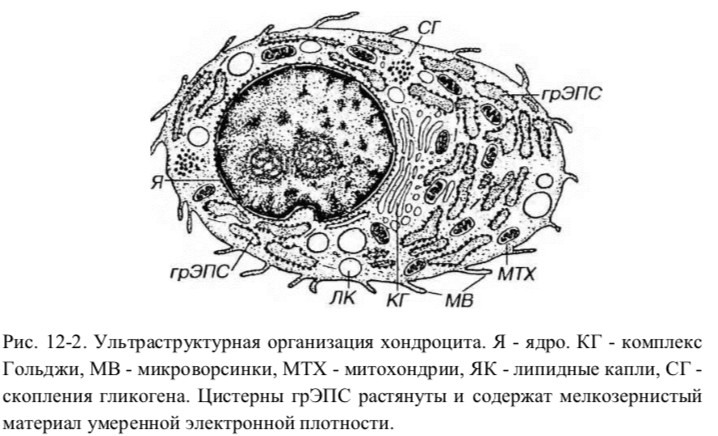 СГ
грЭПС
Я
грЭПС
МТХ
ЛК
КГ
МВ
Рис. 12-2. Ультраструктурная организация хондроцита. Я - ядро. КГ - комплекс
Гольджи, МВ - микроворсинки, МТХ - митохондрии, ЯК - липидные капли, СГ -
скопления гликогена. Цистерны грЭПС растянуты и содержат мелкозернистый
материал умеренной электронной плотности.